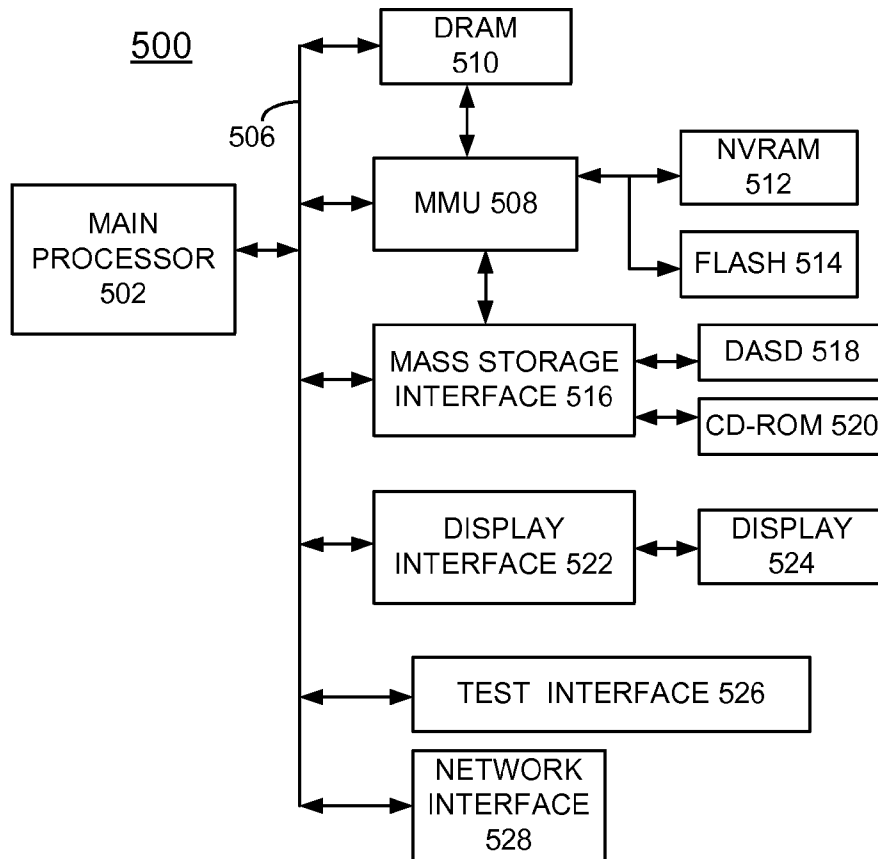 500
DRAM
510
506
MMU 508
NVRAM
512
MAIN
PROCESSOR
502
FLASH 514
MASS STORAGE
INTERFACE 516
DASD 518
CD-ROM 520
DISPLAY
INTERFACE 522
DISPLAY
524
TEST INTERFACE 526
NETWORK
INTERFACE
528